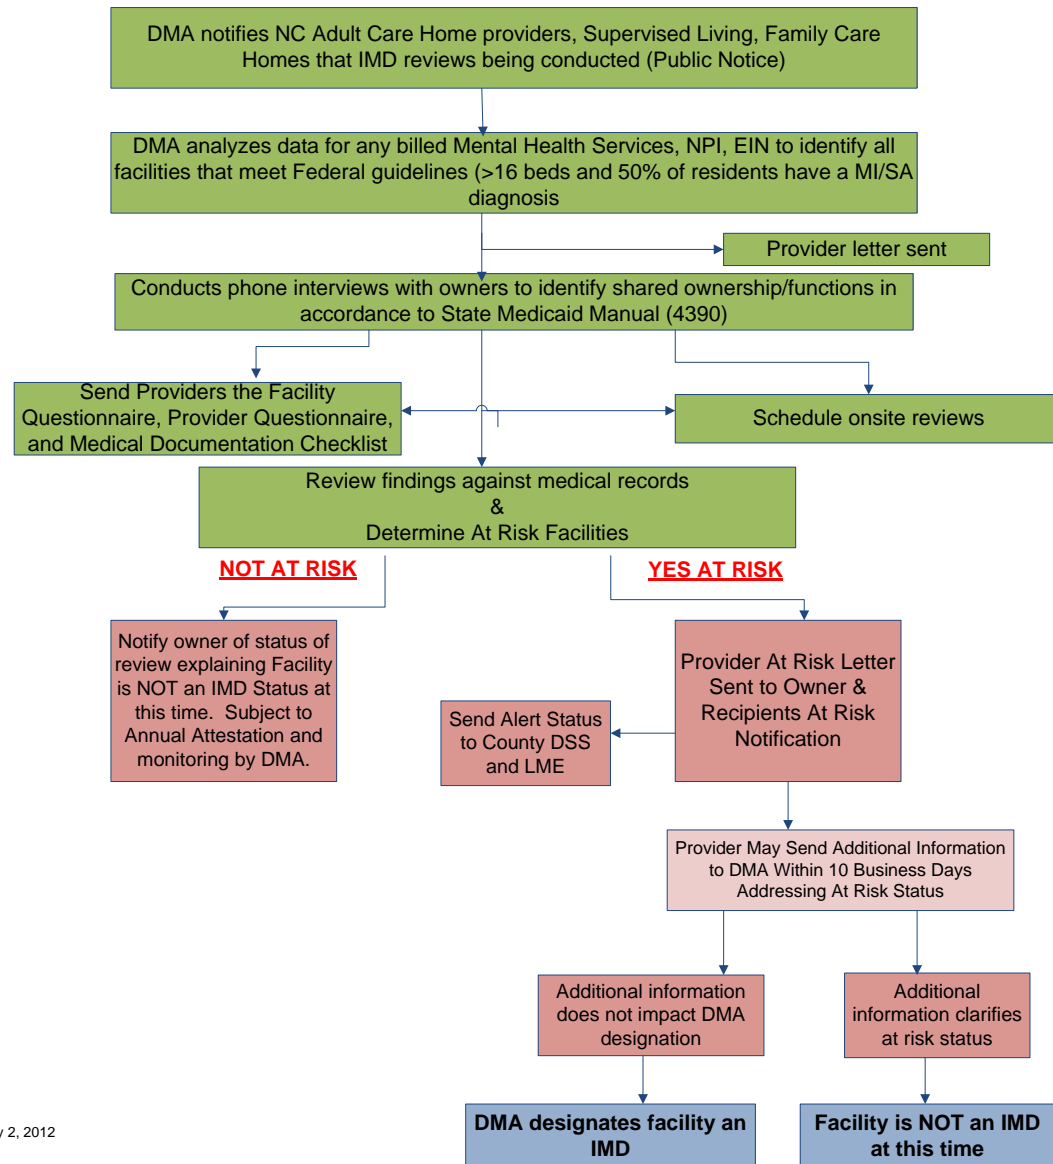 DMA notifies NC Adult Care Home providers, Supervised Living, Family Care
Homes that IMD reviews being conducted (Public Notice)
DMA analyzes data for any billed Mental Health Services, NPI, EIN to identify all
facilities that meet Federal guidelines (>16 beds and 50% of residents have a MI/SA
diagnosis
Provider letter sent
Conducts phone interviews with owners to identify shared ownership/functions in
accordance to State Medicaid Manual (4390)
Send Providers the Facility
Questionnaire, Provider Questionnaire,
and Medical Documentation Checklist
Schedule onsite reviews
Review findings against medical records
&
Determine At Risk Facilities
NOT AT RISK
YES AT RISK
Notify owner of status of
review explaining Facility
is NOT an IMD Status at
this time. Subject to
Annual Attestation and
monitoring by DMA.
Provider At Risk Letter
Sent to Owner &
Recipients At Risk
Notification
Send Alert Status
to County DSS
and LME
Provider May Send Additional Information
to DMA Within 10 Business Days
Addressing At Risk Status
Additional information
does not impact DMA
designation
Additional
information clarifies
at risk status
DMA designates facility an
IMD
Facility is NOT an IMD
at this time
2, 2012